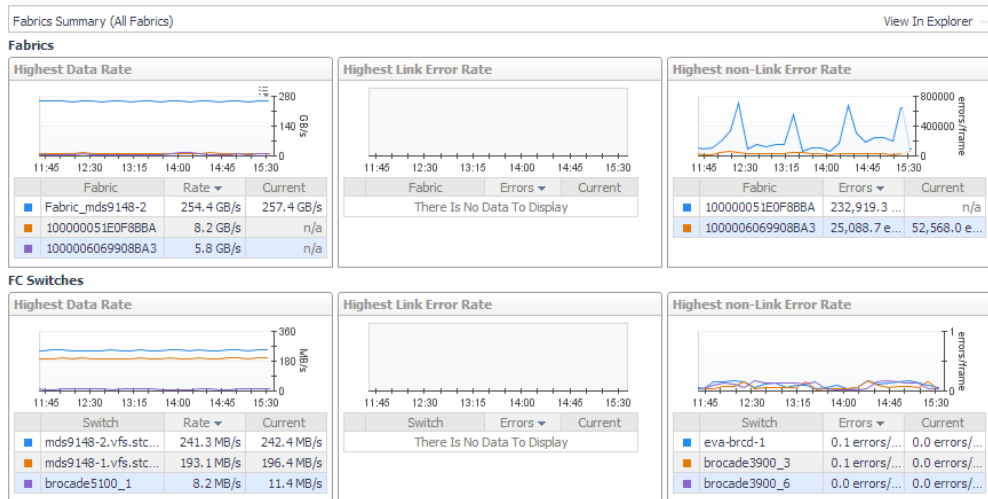 Fabrics Summary (All Fabrics) View In Explorer
Fabrics
Highest Data Rate
280
140
0
GB/s
11:45 12:30 13:15 14:00 14:45 15:30
Fabric Rate Current
Fabric_mds9148-2 254.4 GB/s 257.4 GB/s
100000051E0F8BBA 8.2 GB/s n/a
1000006069908BA3 5.8 GB/s n/a
Highest Link Error Rate
11:45 12:30 13:15 14:00 14:45 15:30
Fabric Errors Current
There Is No Data To Display
Highest non-Link Error Rate
800000
400000
0
errors/frame
11:45 12:30 13:15 14:00 14:45 15:30
Fabric Errors Current
100000051E0F8BBA 232,919.3 ... n/a
1000006069908BA3 25,088.7 e... 52,568.0 e...
FC Switches
Highest Data Rate
360
180
0
MB/s
11:45 12:30 13:15 14:00 14:45 15:30
Switch Rate Current
mds9148-2.vfs.stc... 241.3 MB/s 242.4 MB/s
mds9148-1.vfs.stc... 193.1 MB/s 196.4 MB/s
brocade5100_1 8.2 MB/s 11.4 MB/s
Highest Link Error Rate
11:45 12:30 13:15 14:00 14:45 15:30
Switch Errors Current
There Is No Data To Display
Highest non-Link Error Rate
1
0
errors/frame
11:45 12:30 13:15 14:00 14:45 15:30
Switch Errors Current
eva-brcd-1 0.1 errors/... 0.0 errors/...
brocade3900_3 0.1 errors/... 0.0 errors/...
brocade3900_6 0.0 errors/... 0.0 errors/...